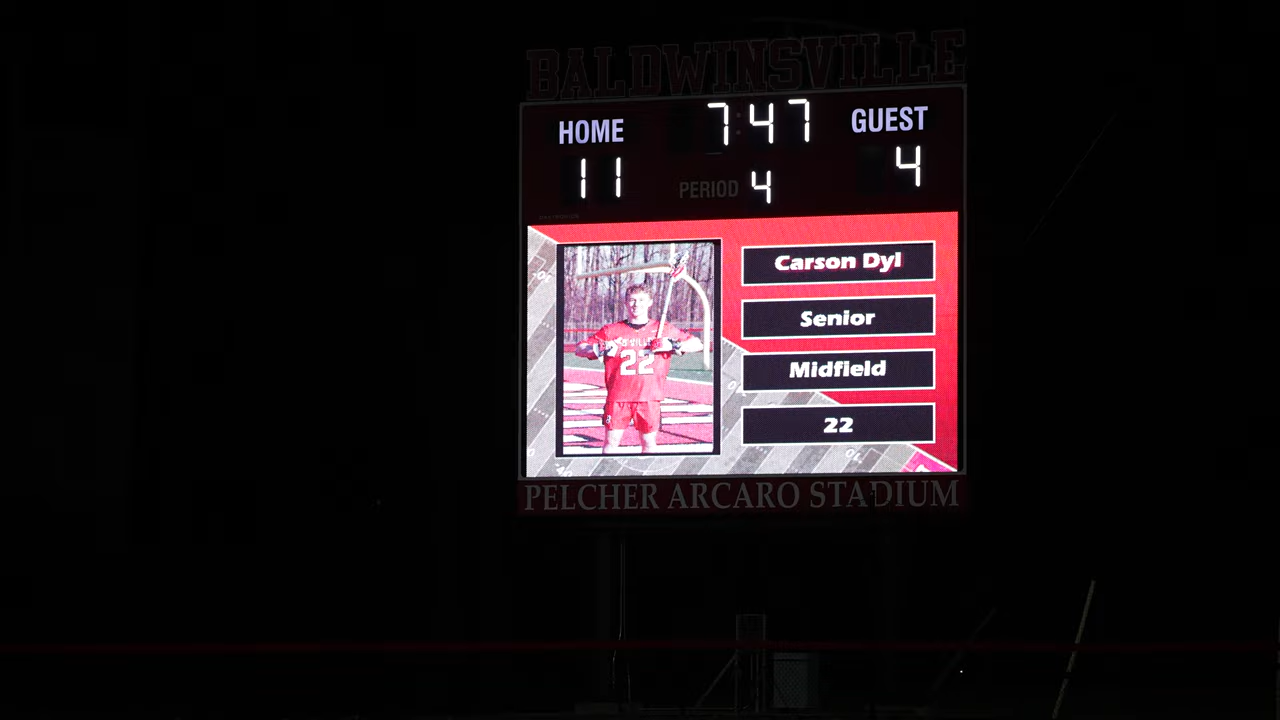 BALDWINSVILLE
HOME 7:47 GUEST
11 PERIOD 4 4
Carson Dyl
Senior
Midfield
22
22
PELCHER ARCARO STADIUM